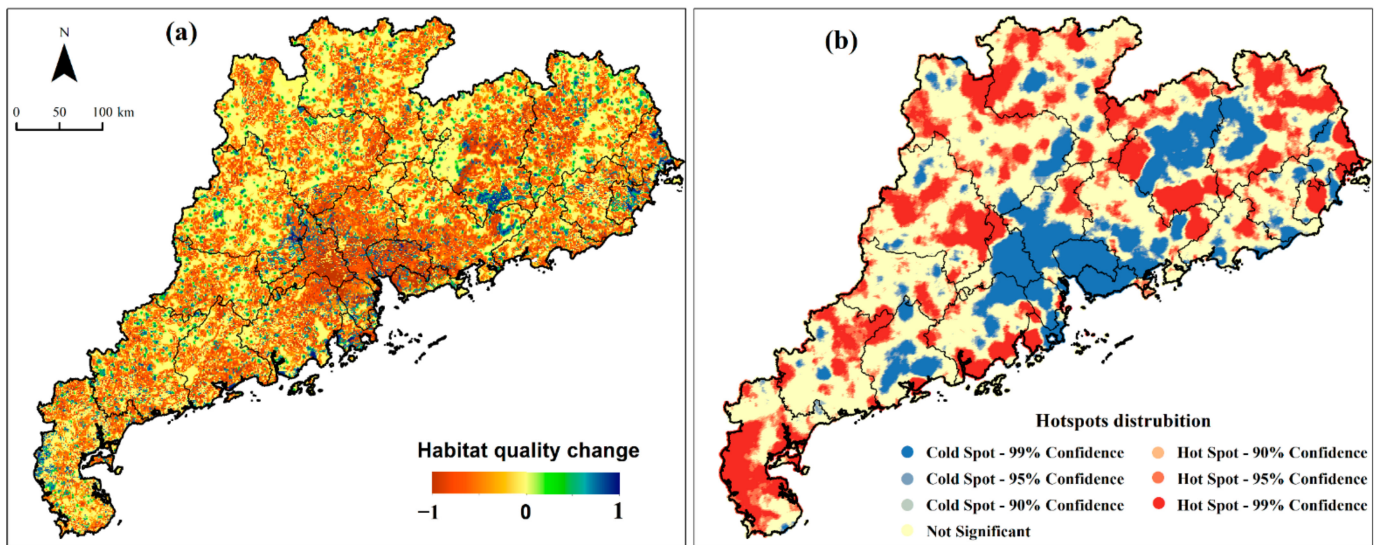 (a)
N
0 50 100 km
Habitat quality change
−1 0 1
(b)
Hotspots distrubition
Cold Spot - 99% Confidence
Hot Spot - 90% Confidence
Cold Spot - 95% Confidence
Hot Spot - 95% Confidence
Cold Spot - 90% Confidence
Hot Spot - 99% Confidence
Not Significant